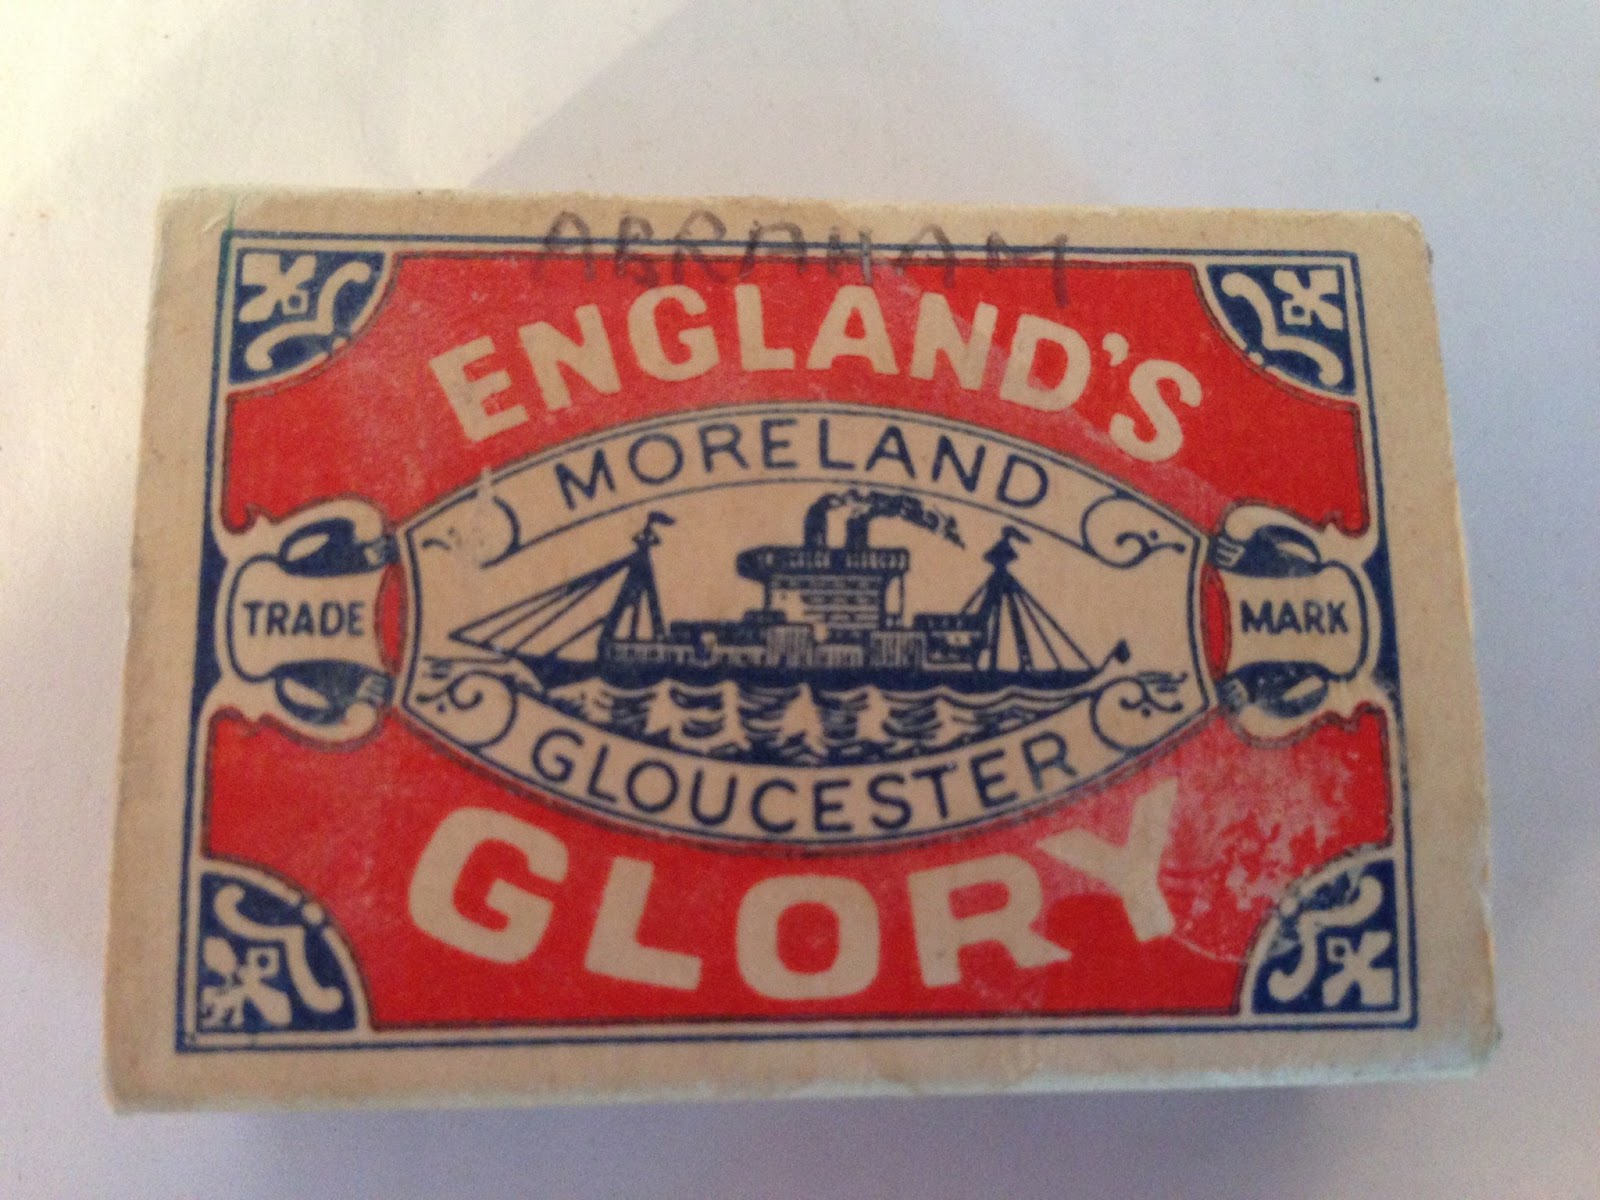 ABRAHAM
ENGLAND'S
MORELAND
TRADE
MARK
GLOUCESTER
GLORY